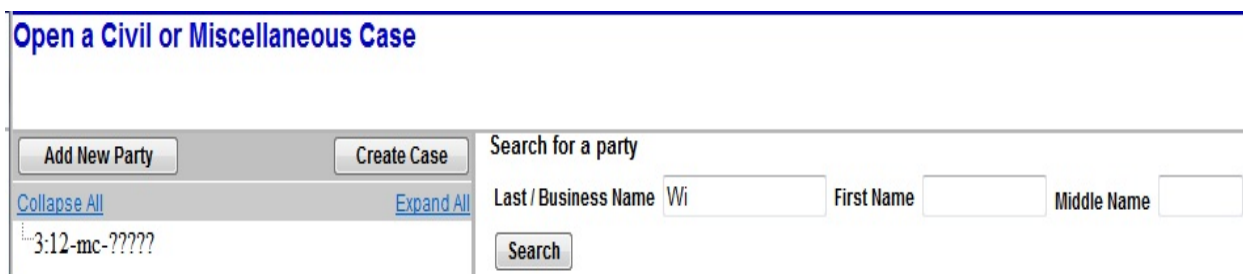 Open a Civil or Miscellaneous Case
Add New Party Create Case
Collapse All Expand All
3:12-mc-?????
Search for a party
Last / Business Name Wi First Name Middle Name
Search